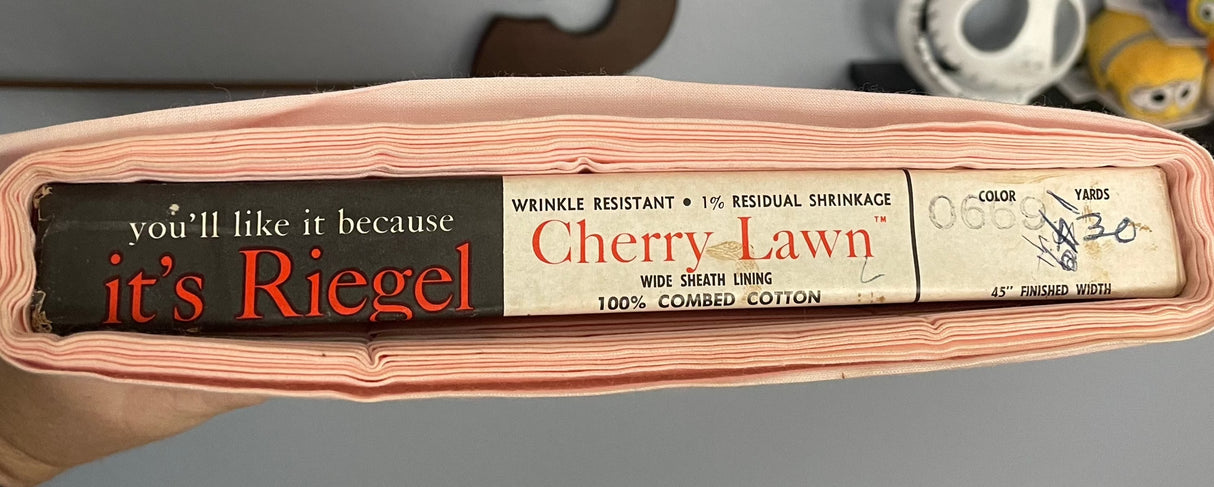 you'll like it because
it's Riegel
WRINKLE RESISTANT • 1% RESIDUAL SHRINKAGE
Cherry Lawn™
WIDE SHEATH LINING
100% COMBED COTTON
COLOR YARDS
0669 30
45" FINISHED WIDTH